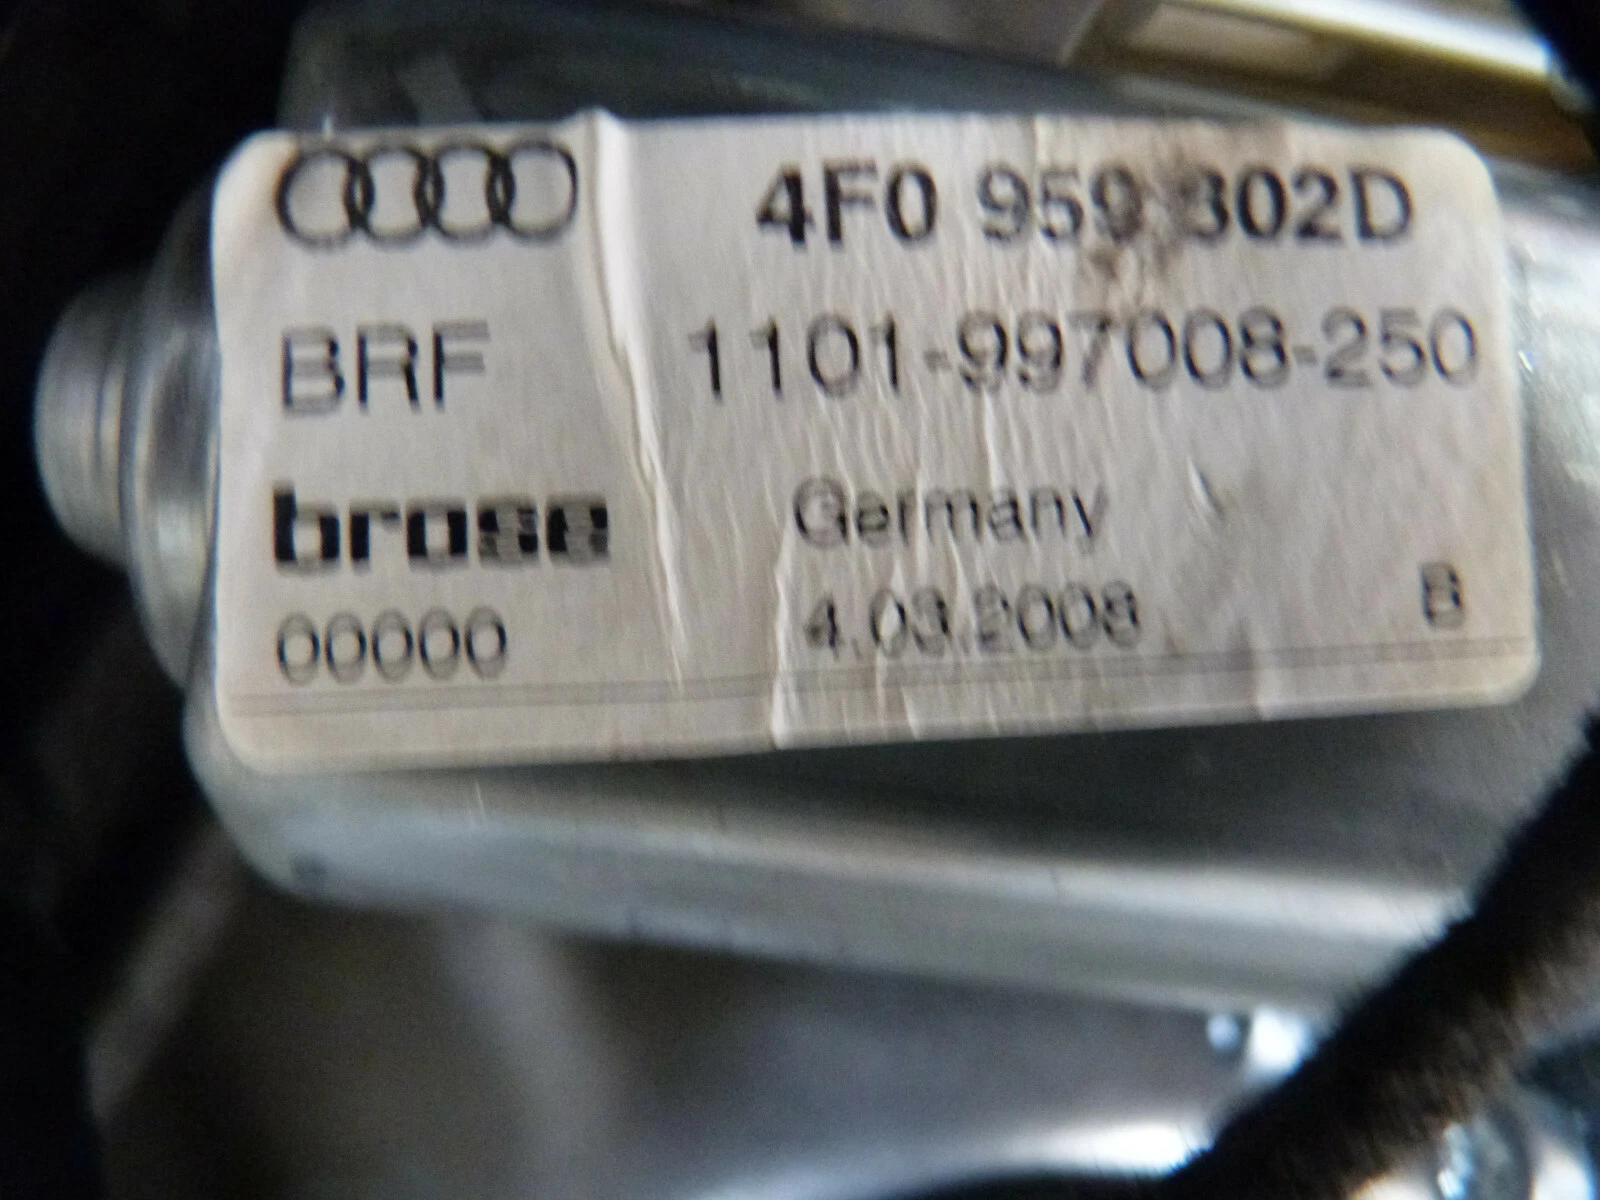 4F0 959 802D
BRF 1101-997008-250
brose Germany
00000 4.03.2008 B